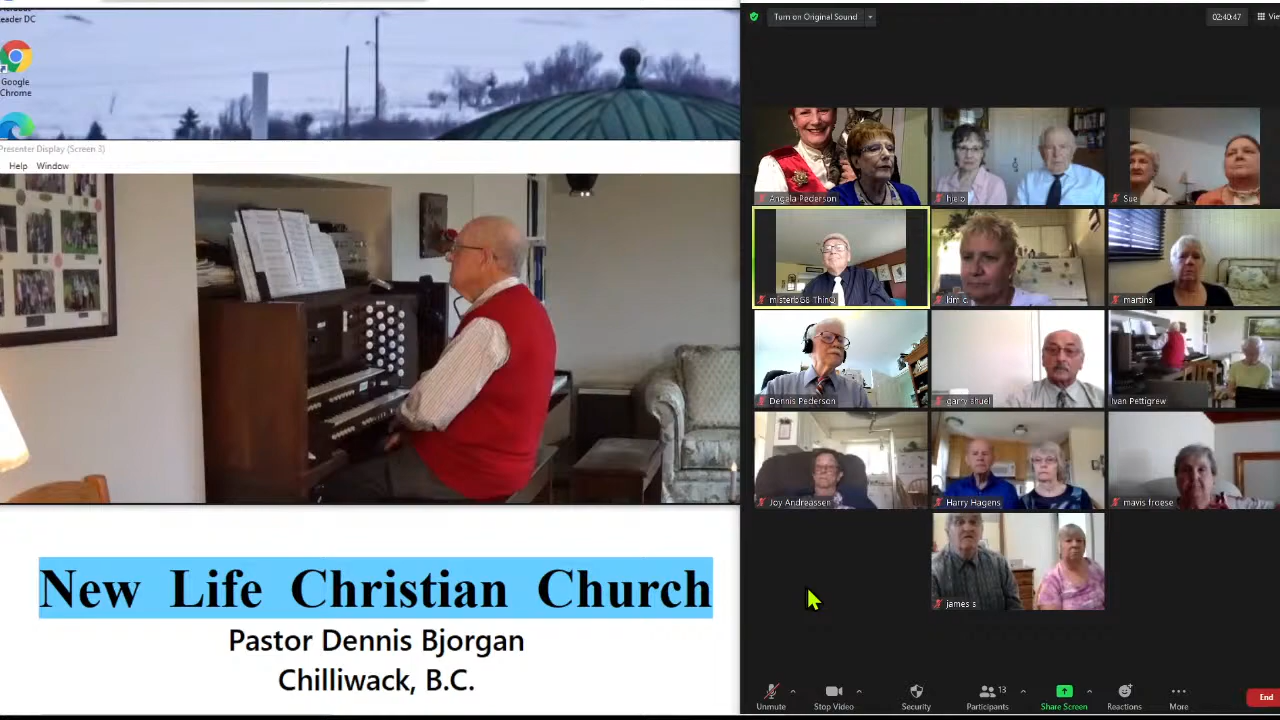 eader DC
Google
Chrome
Presenter Display (Screen 3)
Help Window
New Life Christian Church
Pastor Dennis Bjorgan
Chilliwack, B.C.
Turn on Original Sound
02:40:47
Angela Pederson
Sue
kim c
martins
Dennis Pederson
Ivan Pettigrew
Joy Andreassen
Harry Hagens
mavis froese
james s
Unmute
Stop Video
Security
13
Participants
Share Screen
Reactions
More
End